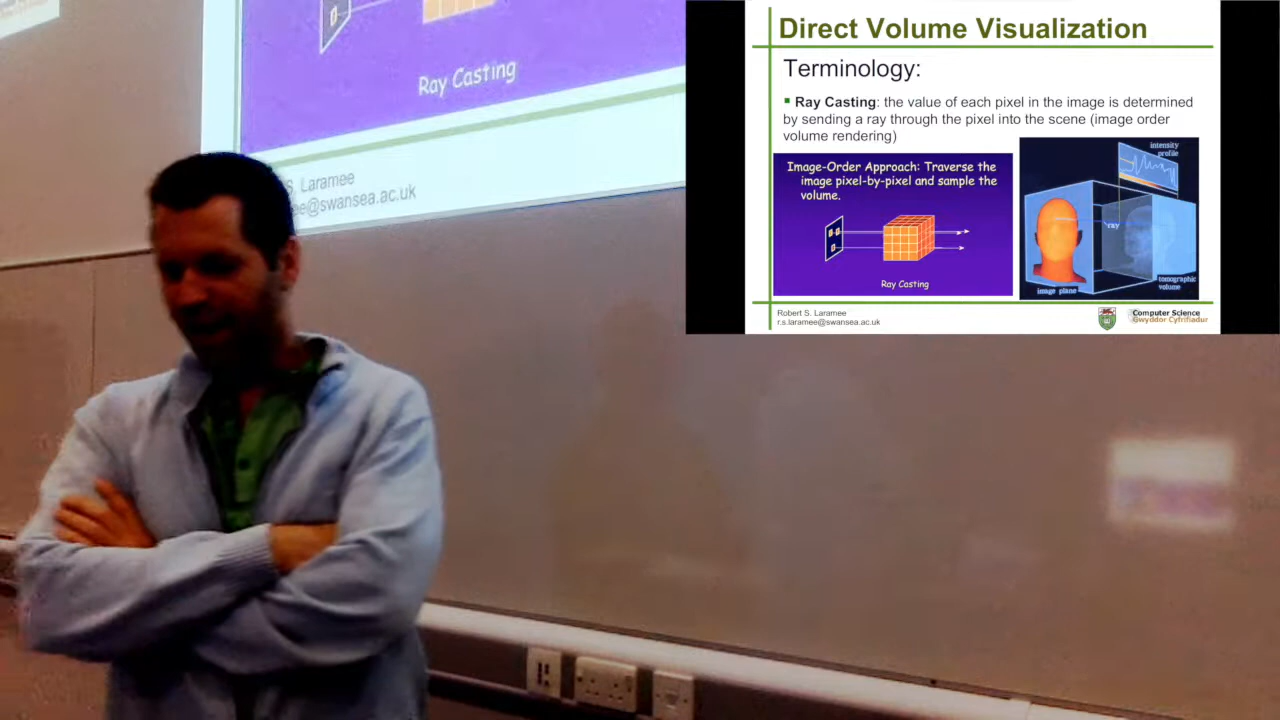 Ray Casting
S. Laramee
ee@swansea.ac.uk
Direct Volume Visualization
Terminology:
Ray Casting: the value of each pixel in the image is determined
by sending a ray through the pixel into the scene (image order
volume rendering)
Image-Order Approach: Traverse the
image pixel-by-pixel and sample the
volume.
Ray Casting
intensity
profile
ray
image plane
tomographic
volume
Robert S. Laramee
r.s.laramee@swansea.ac.uk
Computer Science
Gwyddor Cyfrifiadur